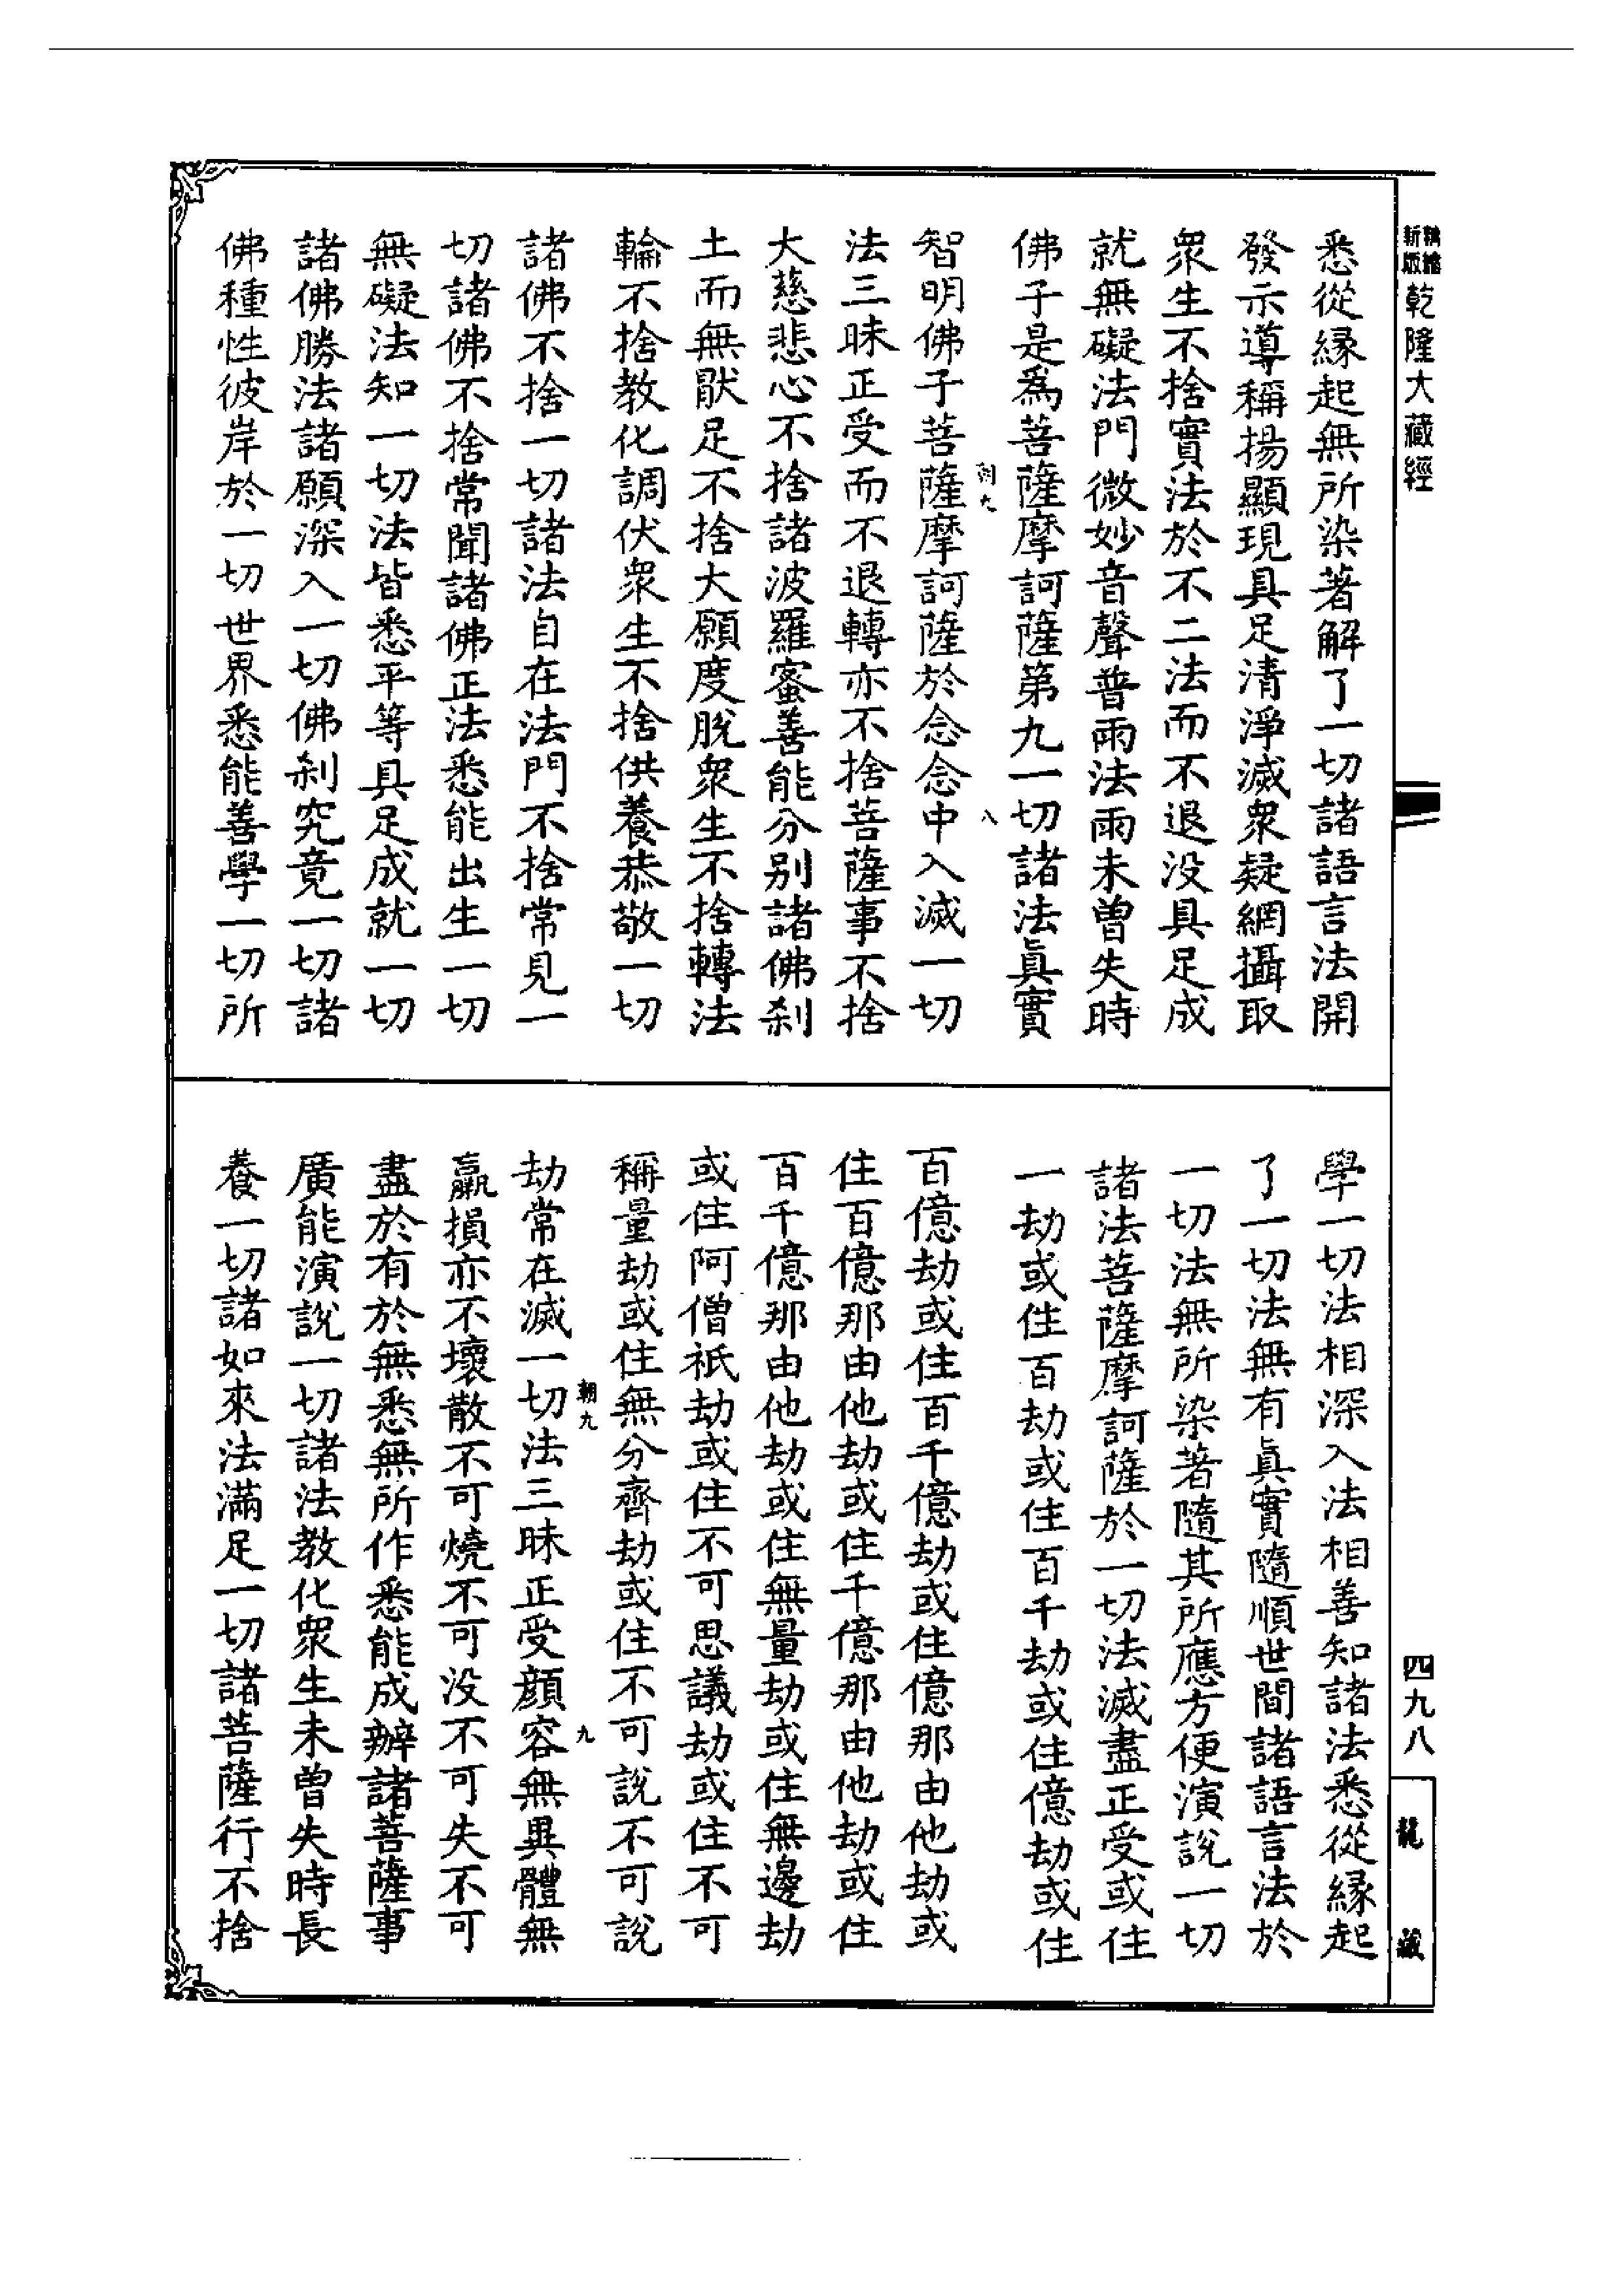 新版精縮乾隆大藏經
悉從縁起無所染著解了一切諸語言法開
發示導稱揚顯現具足清淨滅衆疑網攝取
衆生不捨實法於不二法而不退没具足成
就無礙法門微妙音聲普雨法雨未曾失時
佛子是爲菩薩摩訶薩第九一切諸法眞實
八
智明佛子菩薩摩訶薩於念念中入滅一切
法三昧正受而不退轉亦不捨菩薩事不捨
大慈悲心不捨諸波羅蜜善能分别諸佛刹
土而無厭足不捨大願度脫衆生不捨轉法
輪不捨教化調伏衆生不捨供養恭敬一切
諸佛不捨一切諸法自在法門不捨常見一
切諸佛不捨常聞諸佛正法悉能出生一切
無礙法知一切法皆悉平等具足成就一切
諸佛勝法諸願深入一切佛刹究竟一切諸
佛種性彼岸於一切世界悉能善學一切所
學一切法相深入法相善知諸法悉從縁起
了一切法無有眞實隨順世間諸語言法於
一切法無所染著隨其所應方便演說一切
諸法菩薩摩訶薩於一切法滅盡正受或住
一劫或住百劫或住百千劫或住億劫或住
百億劫或住百千億劫或住億那由他劫或
住百億那由他劫或住千億那由他劫或住
百千億那由他劫或住無量劫或住無邊劫
或住阿僧祇劫或住不可思議劫或住不可
稱量劫或住無分齊劫或住不可說不可說
朝九 九
劫常在滅一切法三昧正受顔容無異體無
羸損亦不壞散不可燒不可没不可失不可
盡於有於無悉無所作悉能成辦諸菩薩事
廣能演說一切諸法教化衆生未曾失時長
養一切諸如來法滿足一切諸菩薩行不捨
四九八
龍藏